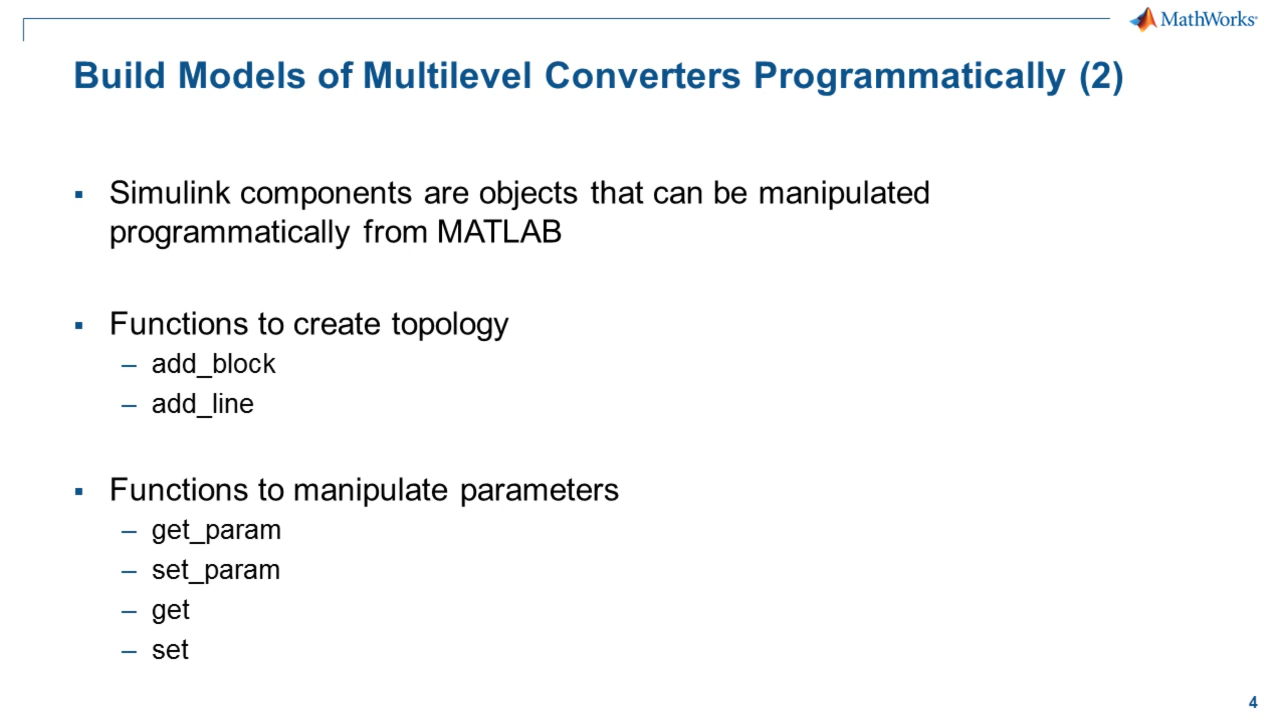 MathWorks
Build Models of Multilevel Converters Programmatically (2)
▪ Simulink components are objects that can be manipulated
programmatically from MATLAB
▪ Functions to create topology
– add_block
– add_line
▪ Functions to manipulate parameters
– get_param
– set_param
– get
– set
4